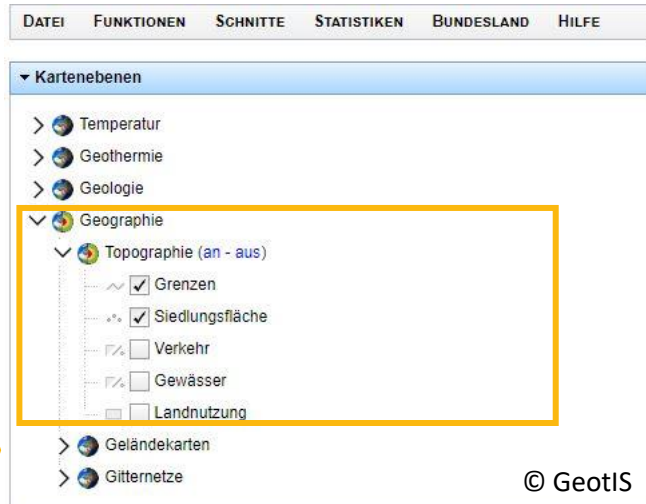 DATEI FUNKTIONEN SCHNITTE STATISTIKEN BUNDESLAND HILFE
Kartenebenen
Temperatur
Geothermie
Geologie
Geographie
Topographie (an - aus)
Grenzen
Siedlungsfläche
Verkehr
Gewässer
Landnutzung
Geländekarten
Gitternetze
© GeotIS